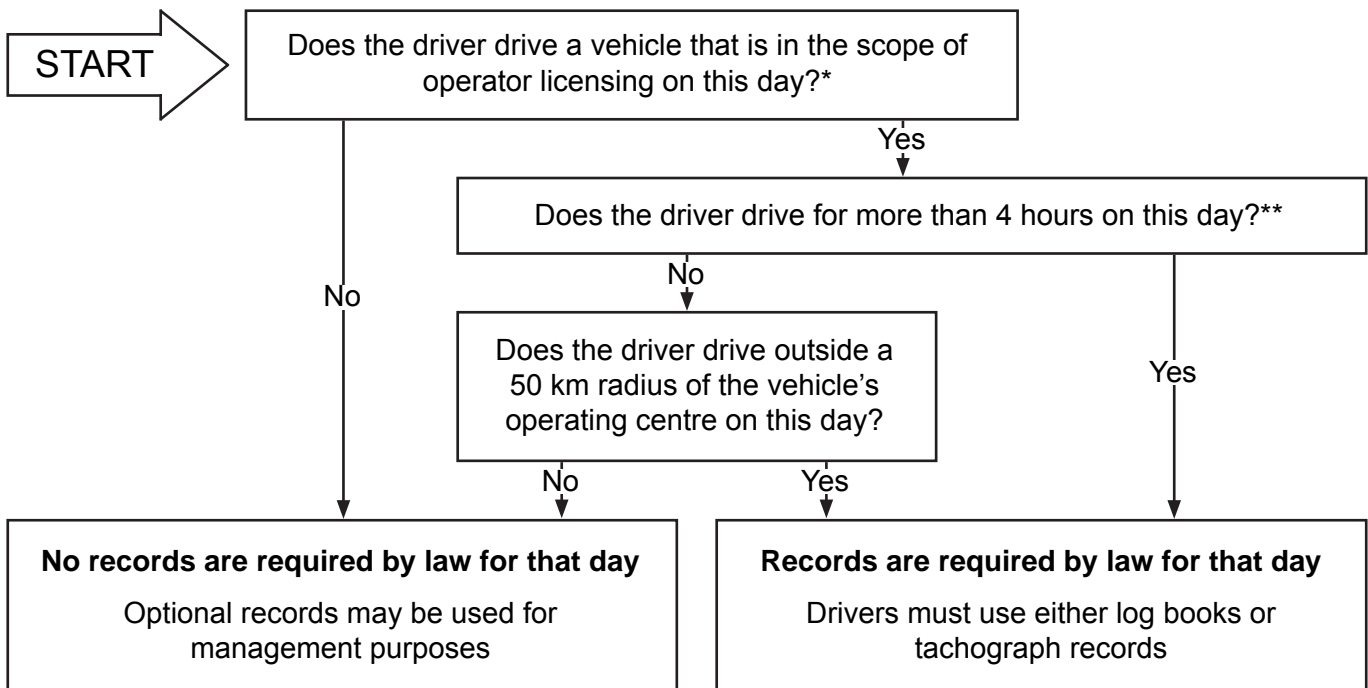 START
Does the driver drive a vehicle that is in the scope of
operator licensing on this day?*
Yes
Does the driver drive for more than 4 hours on this day?**
No
No
Does the driver drive outside a
50 km radius of the vehicle’s
operating centre on this day?
Yes
No
Yes
No records are required by law for that day
Optional records may be used for
management purposes
Records are required by law for that day
Drivers must use either log books or
tachograph records